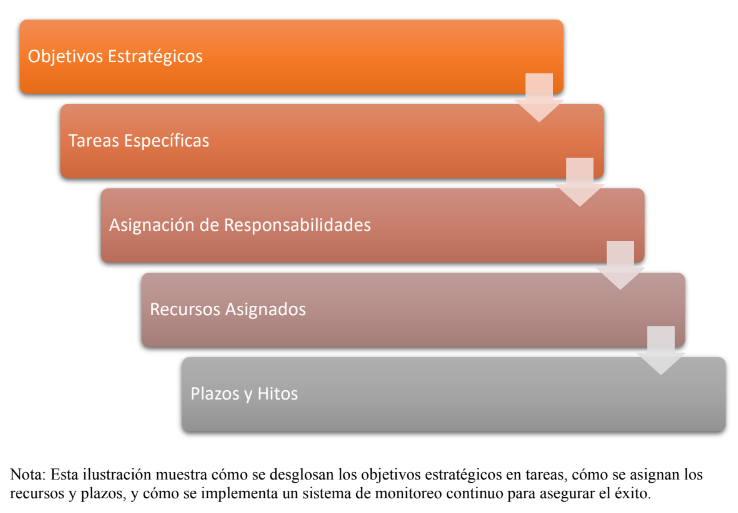 Objetivos Estratégicos
Tareas Específicas
Asignación de Responsabilidades
Recursos Asignados
Plazos y Hitos
Nota: Esta ilustración muestra cómo se desglosan los objetivos estratégicos en tareas, cómo se asignan los
recursos y plazos, y cómo se implementa un sistema de monitoreo continuo para asegurar el éxito.